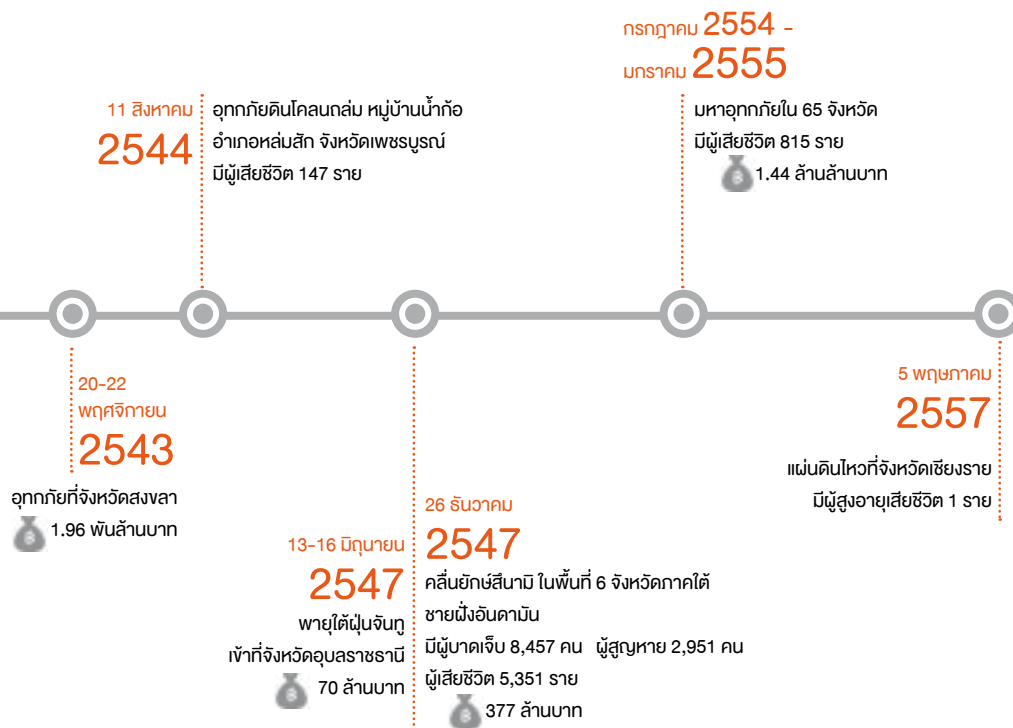 20-22
พฤศจิกายน
2543
อุทกภัยที่จังหวัดสงขลา
1.96 พันล้านบาท
11 สิงหาคม
2544
อุทกภัยดินโคลนถล่ม หมู่บ้านน้ำก้อ
อำเภอหล่มสัก จังหวัดเพชรบูรณ์
มีผู้เสียชีวิต 147 ราย
13-16 มิถุนายน
2547
พายุใต้ฝุ่นจันทู
เข้าที่จังหวัดอุบลราชธานี
70 ล้านบาท
26 ธันวาคม
2547
คลื่นยักษ์สึนามิ ในพื้นที่ 6 จังหวัดภาคใต้
ชายฝั่งอันดามัน
มีผู้บาดเจ็บ 8,457 คน ผู้สูญหาย 2,951 คน
ผู้เสียชีวิต 5,351 ราย
377 ล้านบาท
กรกฎาคม 2554 -
มกราคม 2555
มหาอุทกภัยใน 65 จังหวัด
มีผู้เสียชีวิต 815 ราย
1.44 ล้านล้านบาท
5 พฤษภาคม
2557
แผ่นดินไหวที่จังหวัดเชียงราย
มีผู้สูงอายุเสียชีวิต 1 ราย